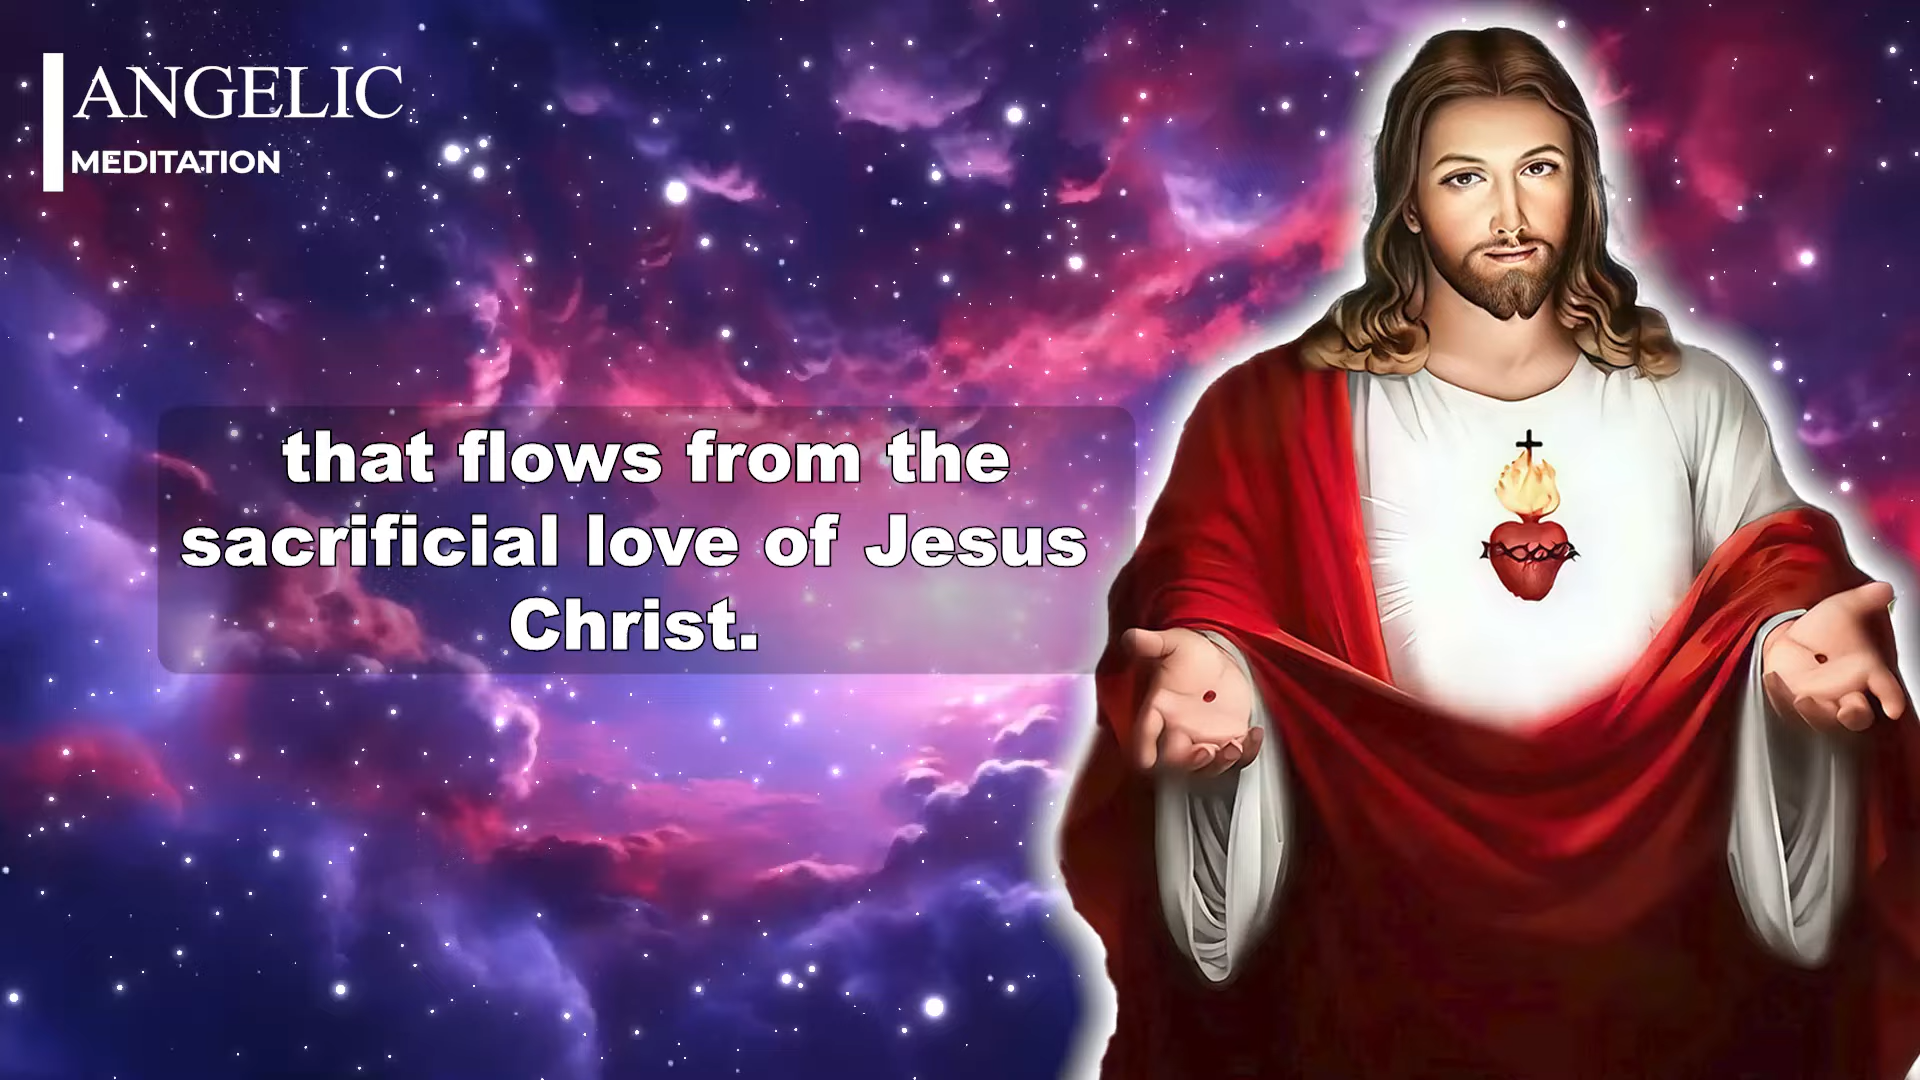 ANGELIC
MEDITATION
that flows from the
sacrificial love of Jesus
Christ.